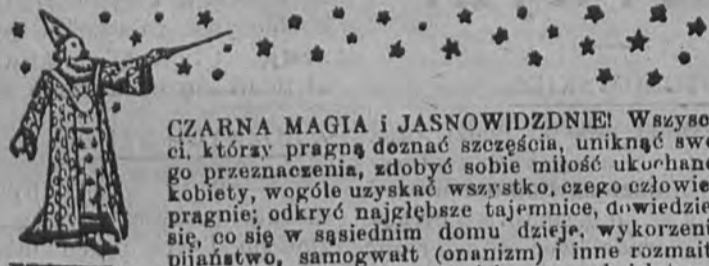 CZARNA MAGIA i JASNOWIDZDNIE! Wszysc
ci, którzy pragną doznać szczęścia, uniknąć swe
go przeznaczenia, zdobyć sobie miłość ukochane
kobiety, wogóle uzyskać wszystko, czego człowie
pragnie; odkryć najgłębsze tajemnice, dowiedzie
się, co się w sąsiednim domu dzieje, wykorzeni
pijaństwo, samogwałt (onanizm) i inne rozmait